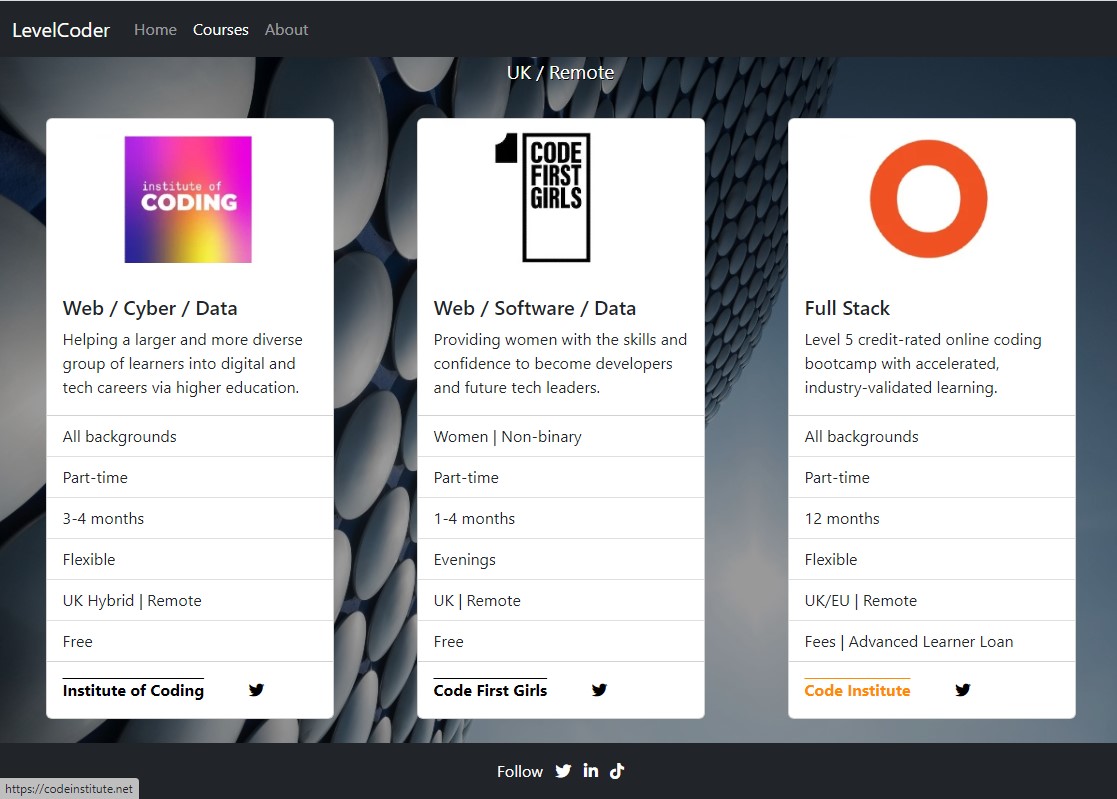 LevelCoder Home Courses About
UK / Remote
institute of
CODING
Web / Cyber / Data
Helping a larger and more diverse
group of learners into digital and
tech careers via higher education.
All backgrounds
Part-time
3-4 months
Flexible
UK Hybrid | Remote
Free
Institute of Coding
1 CODE
FIRST
GIRLS
Web / Software / Data
Providing women with the skills and
confidence to become developers
and future tech leaders.
Women | Non-binary
Part-time
1-4 months
Evenings
UK | Remote
Free
Code First Girls
Full Stack
Level 5 credit-rated online coding
bootcamp with accelerated,
industry-validated learning.
All backgrounds
Part-time
12 months
Flexible
UK/EU | Remote
Fees | Advanced Learner Loan
Code Institute
Follow
https://codeinstitute.net